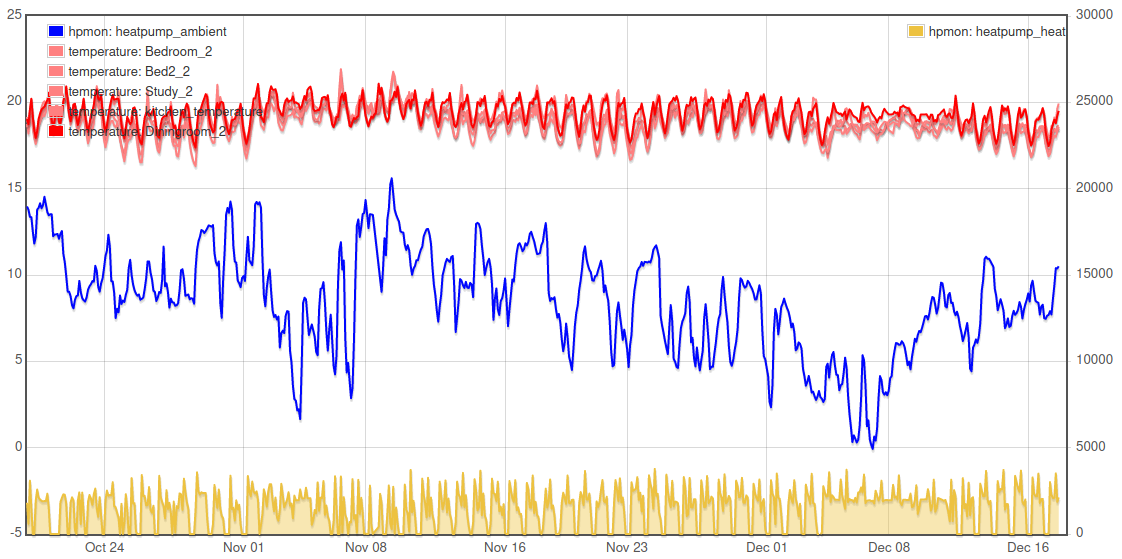 25
20
15
10
5
0
-5
30000
25000
20000
15000
10000
5000
0
hpmon: heatpump_ambient
temperature: Bedroom_2
temperature: Bed2_2
temperature: Study_2
temperature: kitchen_temperature
temperature: Diningroom_2
hpmon: heatpump_heat
Oct 24
Nov 01
Nov 08
Nov 16
Nov 23
Dec 01
Dec 08
Dec 16